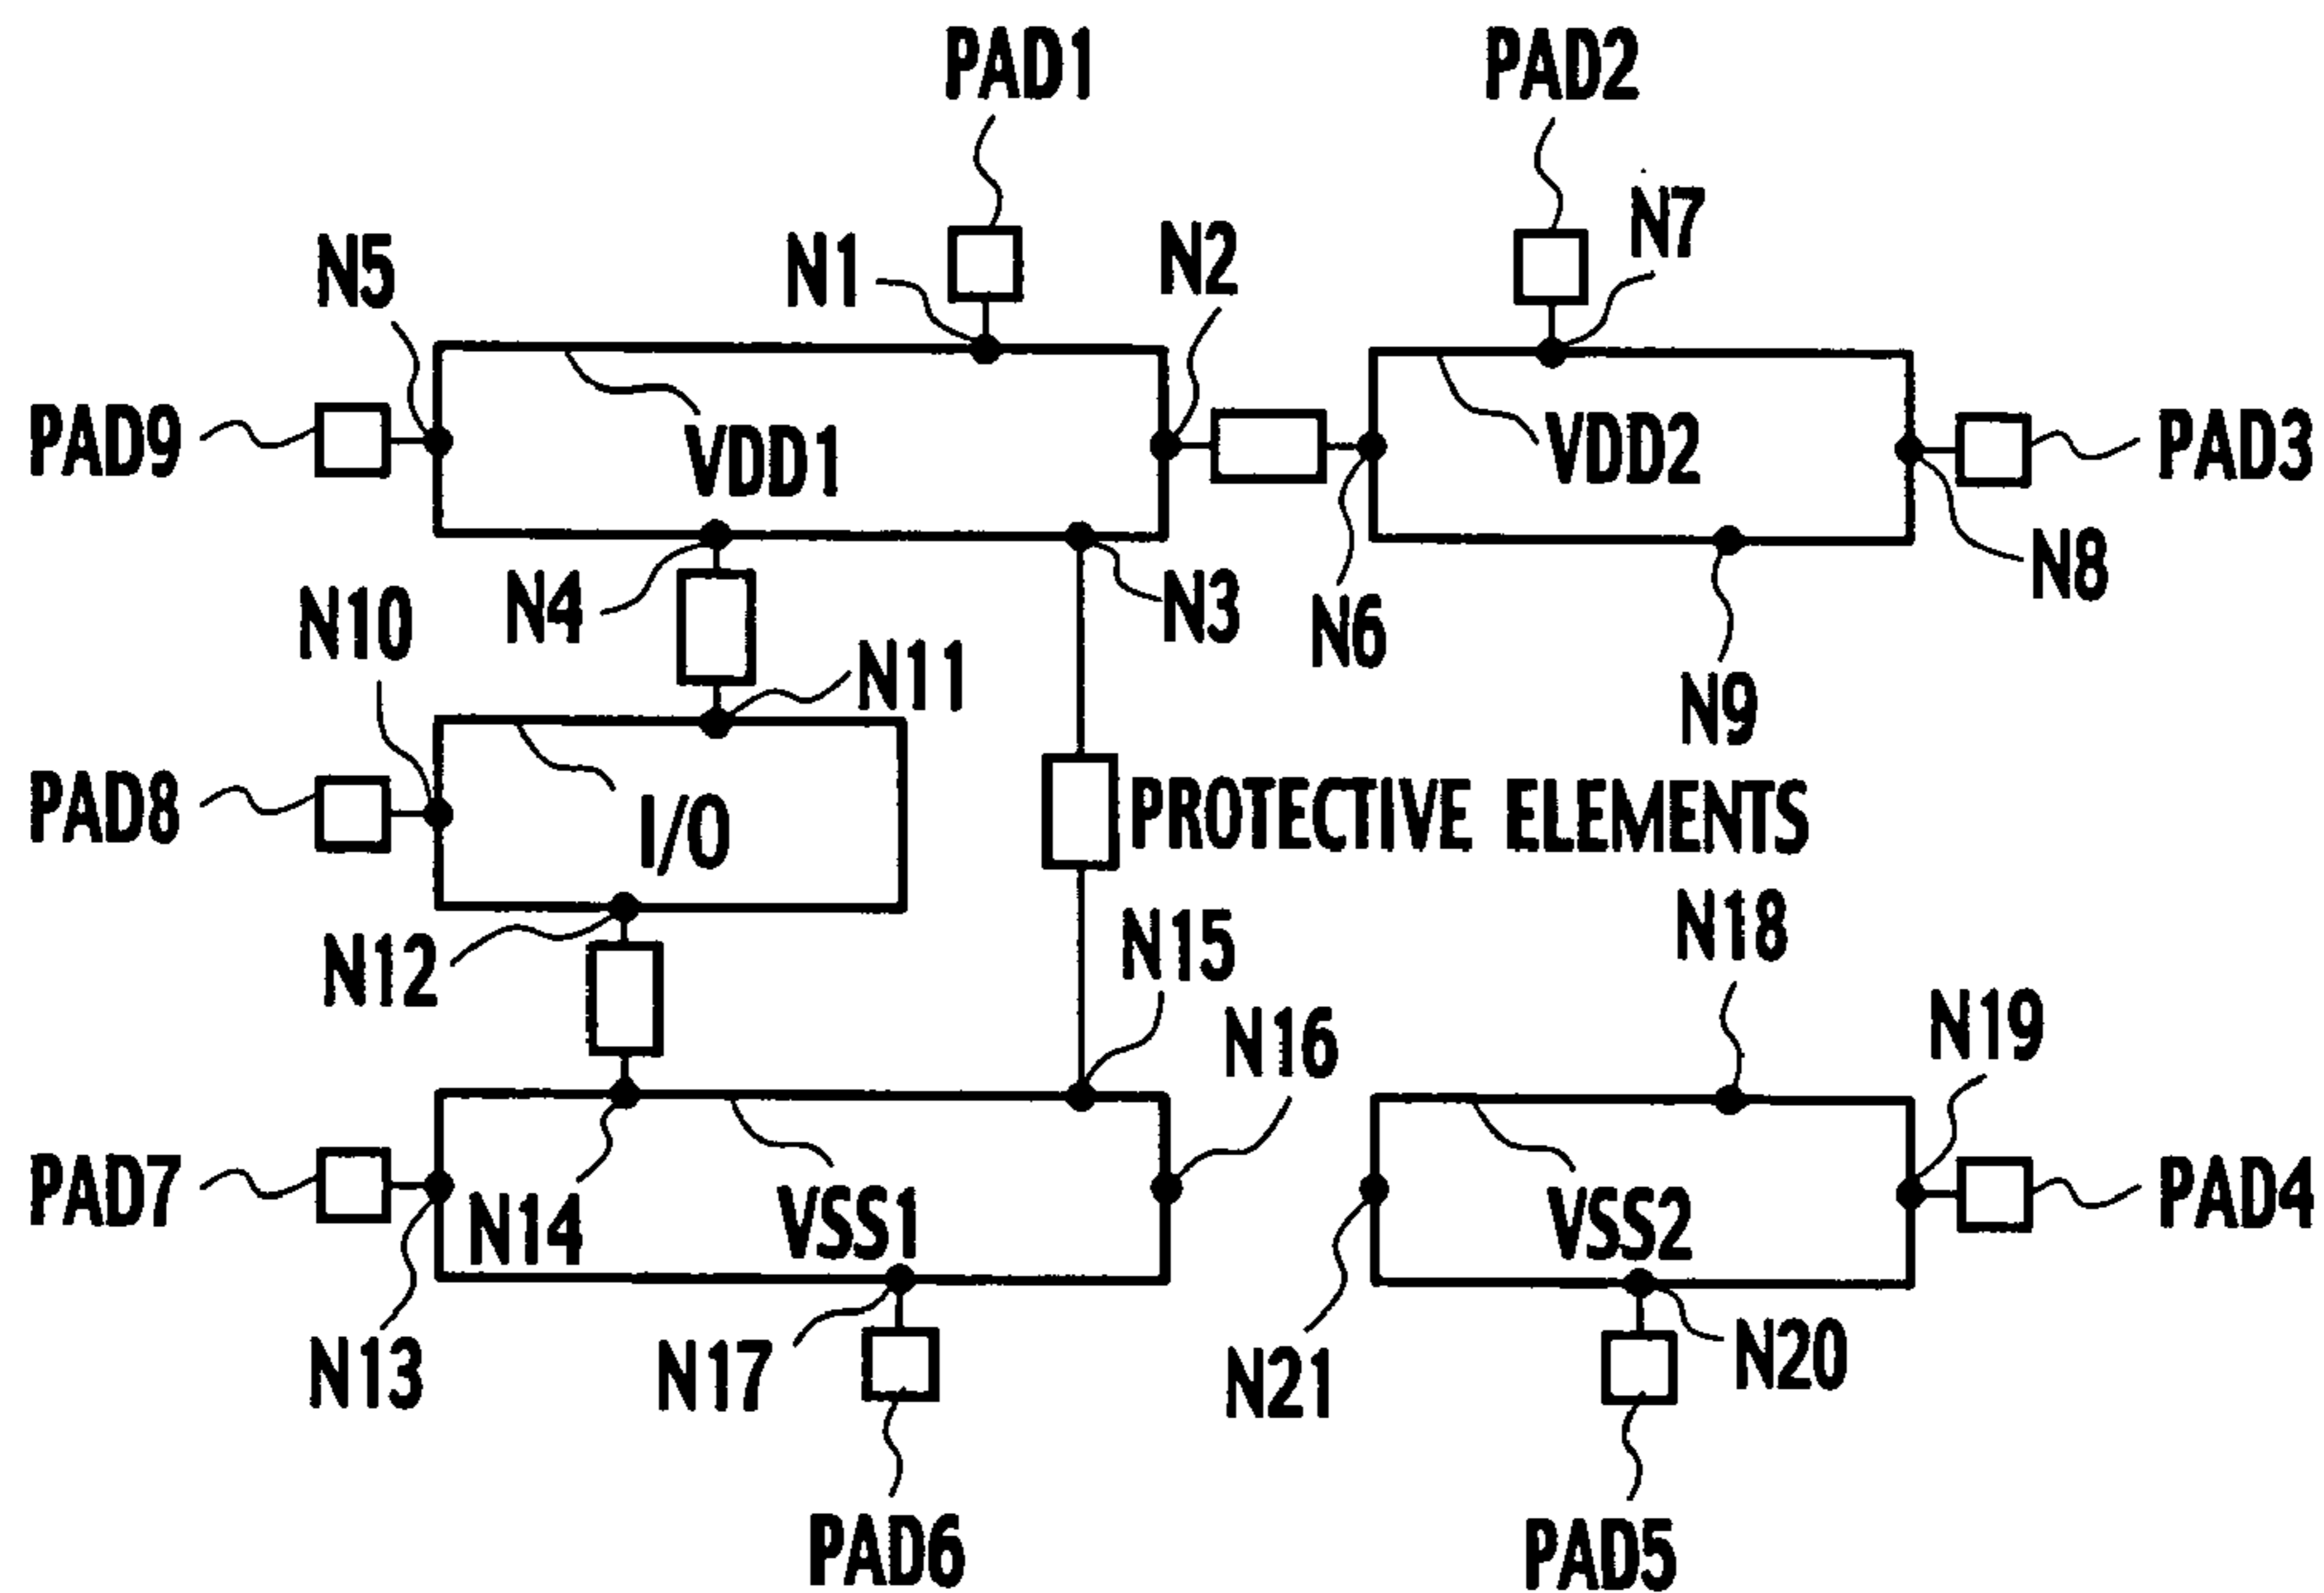 PAD1
PAD2
N7
N5
N1
N2
PAD9
VDD1
VDD2
PAD3
N8
N10
N4
N3
N6
N11
N9
PAD8
I/O
PROTECTIVE ELEMENTS
N18
N12
N15
N19
N16
PAD7
N14
VSS1
VSS2
PAD4
N13
N17
N21
N20
PAD6
PAD5